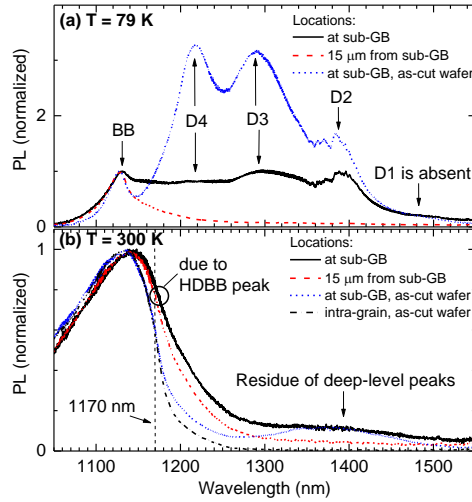 (a) T = 79 K
Locations:
at sub-GB
15 μm from sub-GB
at sub-GB, as-cut wafer
BB
D4
D3
D2
D1 is absent
PL (normalized)
2
0
(b) T = 300 K
Locations:
at sub-GB
15 μm from sub-GB
at sub-GB, as-cut wafer
intra-grain, as-cut wafer
due to
HDBB peak
1170 nm
Residue of deep-level peaks
PL (normalized)
1
0
1100 1200 1300 1400 1500
Wavelength (nm)